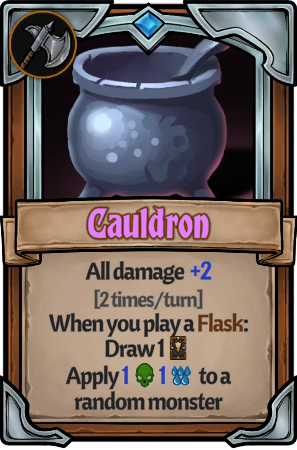 Cauldron
All damage +2
[2 times/turn]
When you play a Flask:
Draw 1
Apply 1 1 to a
random monster